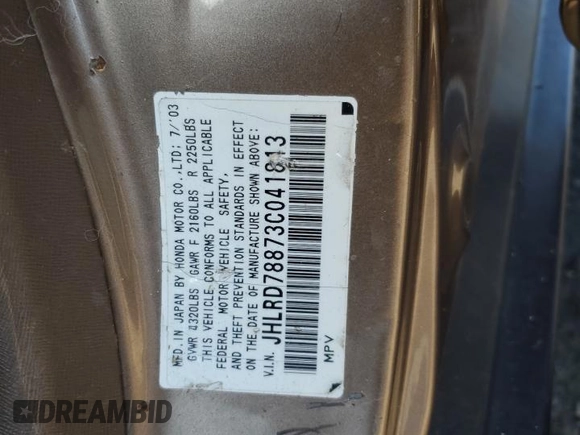 MFD.IN JAPAN BY HONDA MOTOR CO.,LTD; 7/'03
GVWR 4320LBS GAWR F 2160LBS R 2250LBS
THIS VEHICLE CONFORMS TO ALL APPLICABLE
FEDERAL MOTOR VEHICLE SAFETY,
AND THEFT PREVENTION STANDARDS IN EFFECT
ON THE DATE OF MANUFACTURE SHOWN ABOVE:
V.I.N. JHLRD78873C041813
MPV
DREAMBID